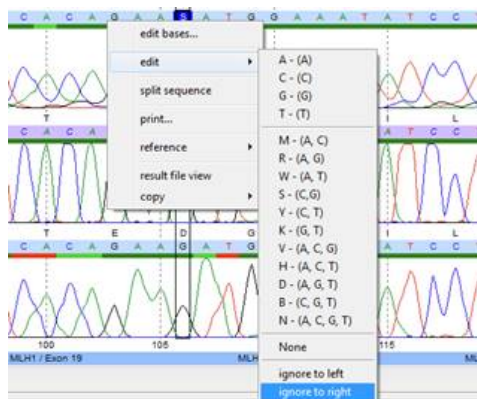 C A C A G A A S A T G G A A A T A T C C
edit bases...
edit
split sequence
print...
reference
result file view
copy
A - (A)
C - (C)
G - (G)
T - (T)
M - (A, C)
R - (A, G)
W - (A, T)
S - (C,G)
Y - (C, T)
K - (G, T)
V - (A, C, G)
H - (A, C, T)
D - (A, G, T)
B - (C, G, T)
N - (A, C, G, T)
None
ignore to left
ignore to right
T I L
C A C A A T C C
T E D G I L
C A C A G A A G A T G A T C C
100 105 115
MLH1 / Exon 19 MLH